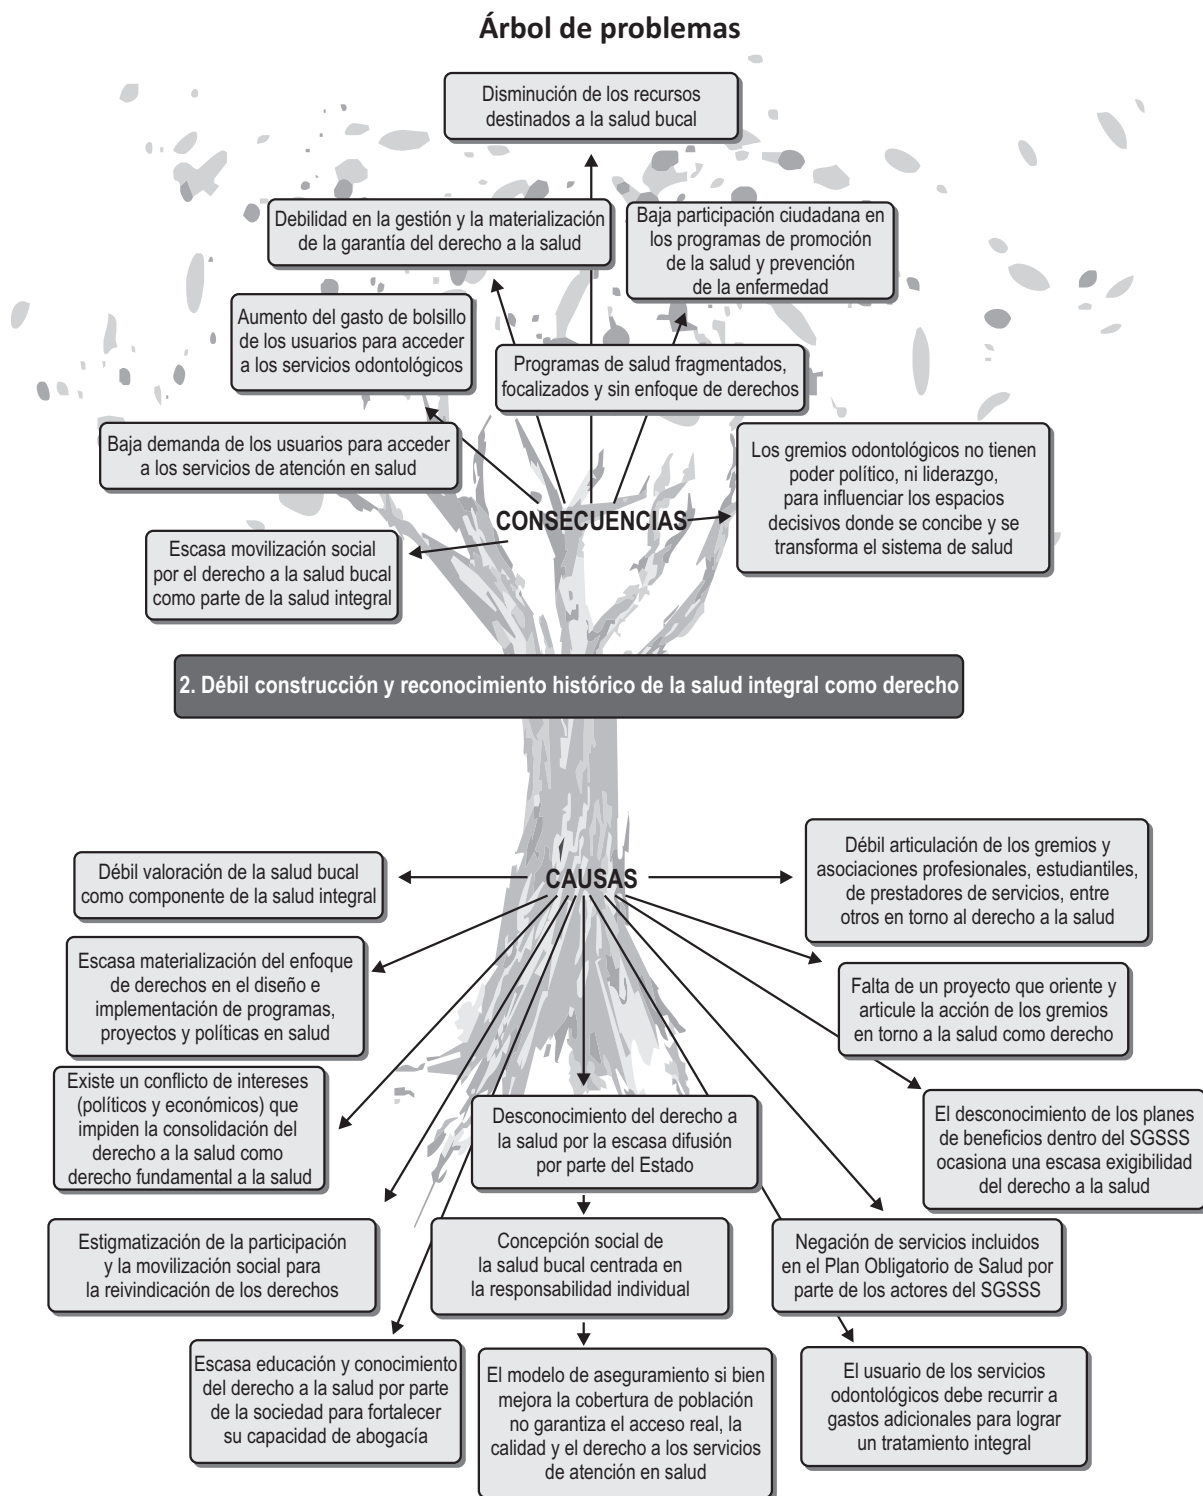 Árbol de problemas
Disminución de los recursos
destinados a la salud bucal
Debilidad en la gestión y la materialización
de la garantía del derecho a la salud
Baja participación ciudadana en
los programas de promoción
de la salud y prevención
de la enfermedad
Aumento del gasto de bolsillo
de los usuarios para acceder
a los servicios odontológicos
Programas de salud fragmentados,
focalizados y sin enfoque de derechos
Baja demanda de los usuarios para acceder
a los servicios de atención en salud
Los gremios odontológicos no tienen
poder político, ni liderazgo,
para influenciar los espacios
decisivos donde se concibe y se
transforma el sistema de salud
CONSECUENCIAS
Escasa movilización social
por el derecho a la salud bucal
como parte de la salud integral
2. Débil construcción y reconocimiento histórico de la salud integral como derecho
CAUSAS
Débil valoración de la salud bucal
como componente de la salud integral
Débil articulación de los gremios y
asociaciones profesionales, estudiantiles,
de prestadores de servicios, entre
otros en torno al derecho a la salud
Escasa materialización del enfoque
de derechos en el diseño e
implementación de programas,
proyectos y políticas en salud
Falta de un proyecto que oriente y
articule la acción de los gremios
en torno a la salud como derecho
Existe un conflicto de intereses
(políticos y económicos) que
impiden la consolidación del
derecho a la salud como
derecho fundamental a la salud
Desconocimiento del derecho a
la salud por la escasa difusión
por parte del Estado
El desconocimiento de los planes
de beneficios dentro del SGSSS
ocasiona una escasa exigibilidad
del derecho a la salud
Estigmatización de la participación
y la movilización social para
la reivindicación de los derechos
Concepción social de
la salud bucal centrada en
la responsabilidad individual
Negación de servicios incluidos
en el Plan Obligatorio de Salud por
parte de los actores del SGSSS
Escasa educación y conocimiento
del derecho a la salud por parte
de la sociedad para fortalecer
su capacidad de abogacía
El modelo de aseguramiento si bien
mejora la cobertura de población
no garantiza el acceso real, la
calidad y el derecho a los servicios
de atención en salud
El usuario de los servicios
odontológicos debe recurrir a
gastos adicionales para lograr
un tratamiento integral